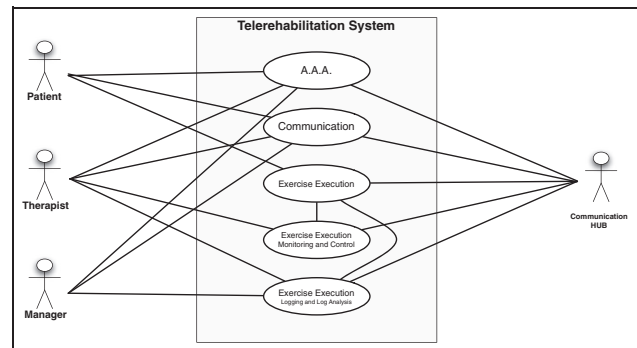 Telerehabilitation System
A.A.A.
Patient
Communication
Exercise Execution
Therapist
Communication
HUB
Exercise Execution
Monitoring and Control
Exercise Execution
Logging and Log Analysis
Manager